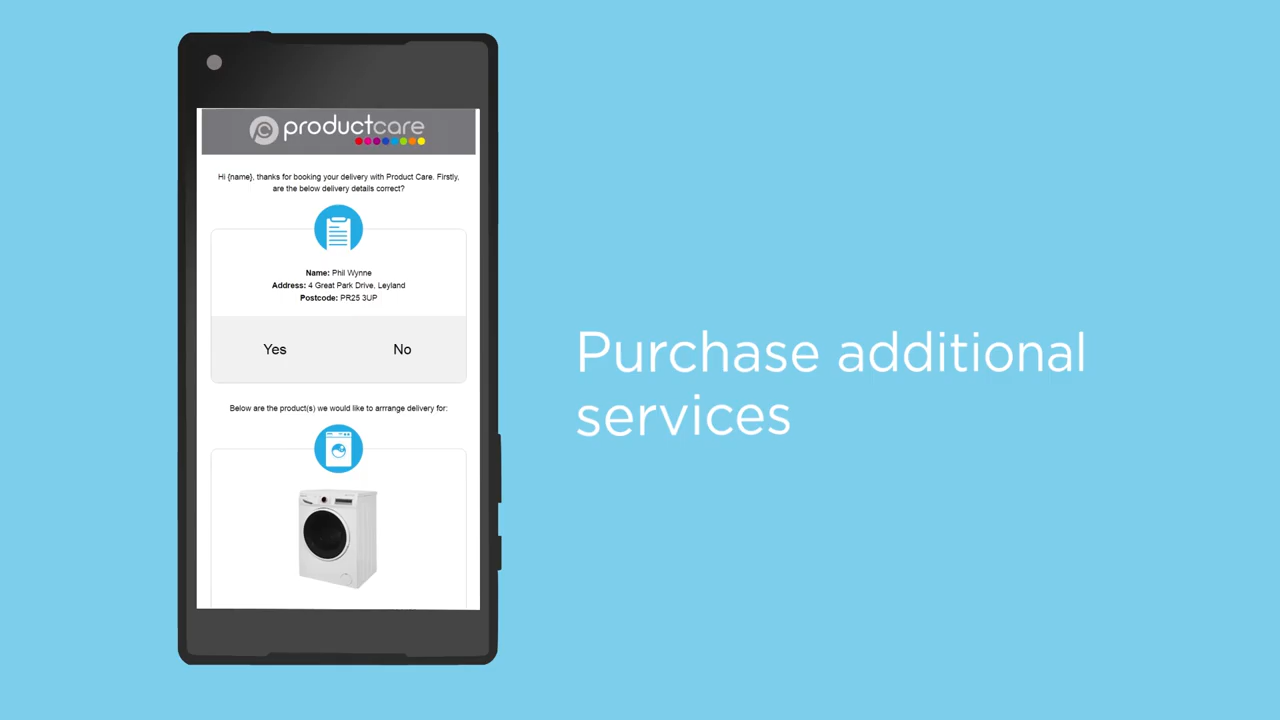 productcare
Hi {name}, thanks for booking your delivery with Product Care. Firstly,
are the below delivery details correct?
Name: Phil Wynne
Address: 4 Great Park Drive, Leyland
Postcode: PR25 3UP
Yes No
Below are the product(s) we would like to arrrange delivery for:
Purchase additional
services